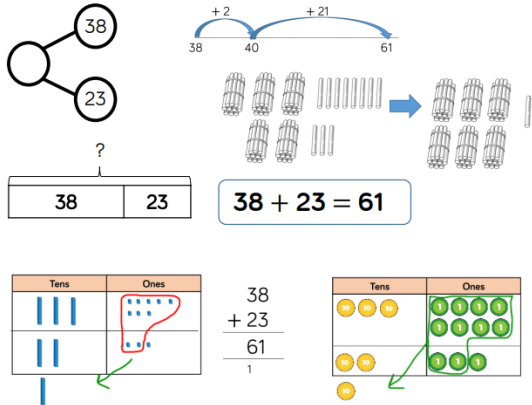 38
23
+ 2
+ 21
38
40
61
?
38
23
38 + 23 = 61
Tens
Ones
38
+ 23
61
1
Tens
Ones
10 10 10
1 1 1 1
1 1 1 1
10 10
1 1 1
10